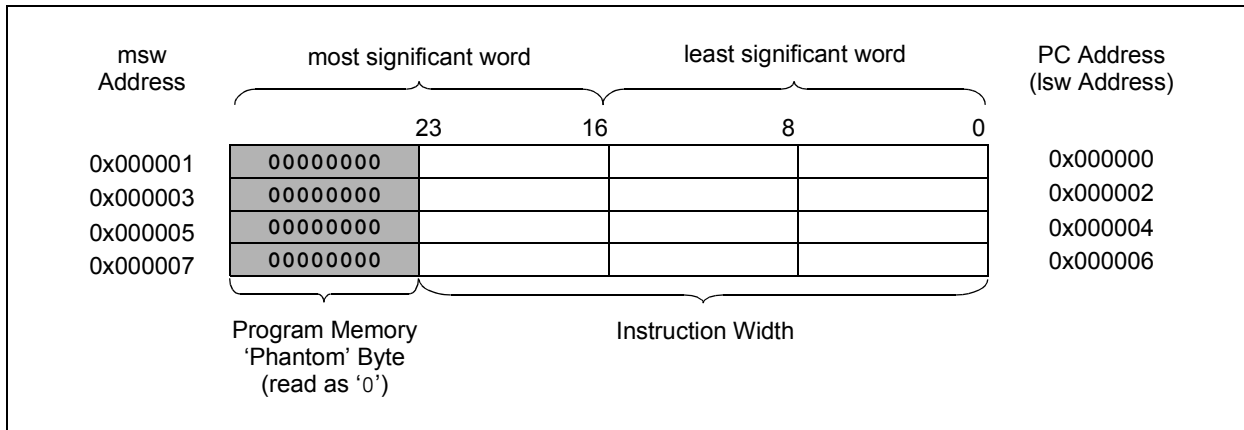 msw
Address
most significant word
least significant word
PC Address
(lsw Address)
23 16 8 0
0x000001 00000000 0x000000
0x000003 00000000 0x000002
0x000005 00000000 0x000004
0x000007 00000000 0x000006
Program Memory
‘Phantom’ Byte
(read as ‘0’)
Instruction Width